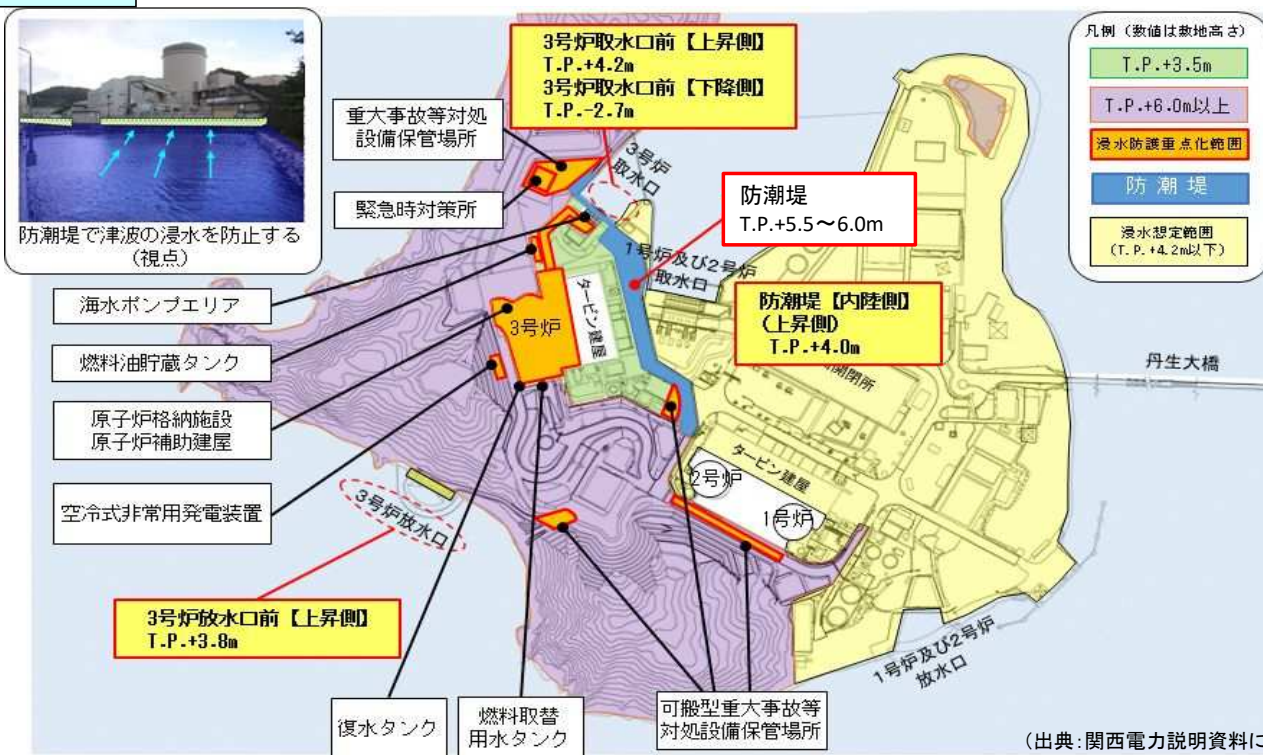 防潮堤で津波の浸水を防止する
(視点)
3号炉取水口前【上昇側】
T.P.+4.2m
3号炉取水口前【下降側】
T.P.-2.7m
凡例（数値は敷地高さ）
T.P.+3.5m
T.P.+6.0m以上
浸水防護重点化範囲
防潮堤
浸水想定範囲
(T.P.+4.2m以下)
重大事故等対処
設備保管場所
緊急時対策所
海水ポンプエリア
燃料油貯蔵タンク
原子炉格納施設
原子炉補助建屋
空冷式非常用発電装置
3号炉
取水口
防潮堤
T.P.+5.5～6.0m
1号炉及び2号炉
取水口
防潮堤【内陸側】
(上昇側)
T.P.+4.0m
3号炉
タービン建屋
開閉所
丹生大橋
タービン建屋
2号炉
1号炉
3号炉放水口
3号炉放水口前【上昇側】
T.P.+3.8m
1号炉及び2号炉
放水口
復水タンク
燃料取替
用水タンク
可搬型重大事故等
対処設備保管場所
(出典:関西電力説明資料に